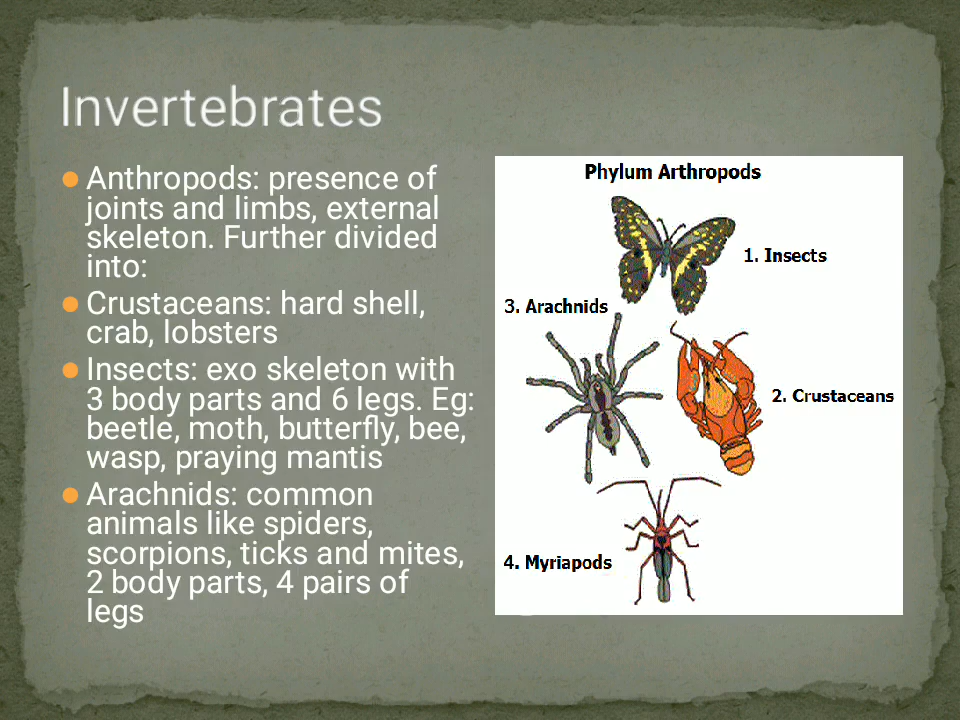 Invertebrates
Anthropods: presence of
joints and limbs, external
skeleton. Further divided
into:
Crustaceans: hard shell,
crab, lobsters
Insects: exo skeleton with
3 body parts and 6 legs. Eg:
beetle, moth, butterfly, bee,
wasp, praying mantis
Arachnids: common
animals like spiders,
scorpions, ticks and mites,
2 body parts, 4 pairs of
legs
Phylum Arthropods
1. Insects
3. Arachnids
2. Crustaceans
4. Myriapods